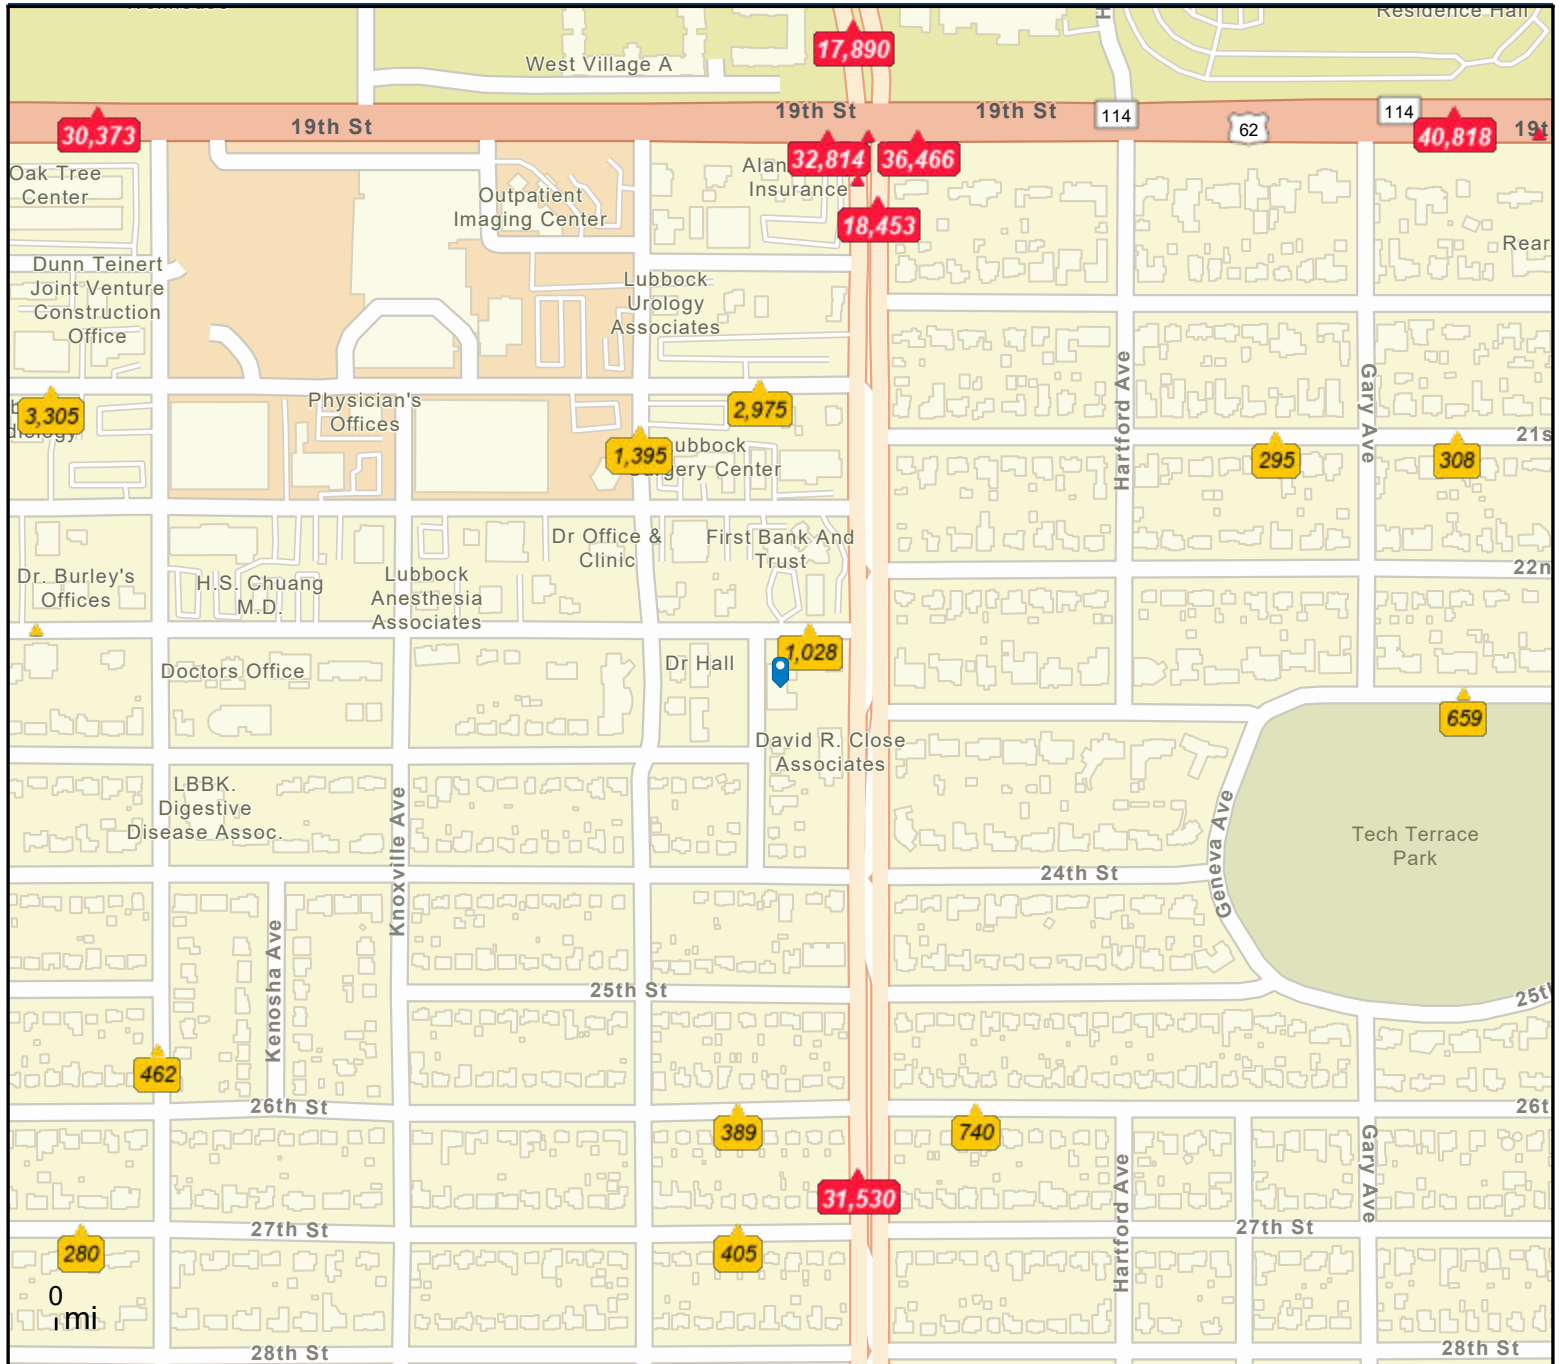 Residence Hall
17,890
West Village A
19th St
19th St
19th St
114
62
114
30,373
40,818
32,814
36,466
18,453
Oak Tree
Center
Outpatient
Imaging Center
Insurance
Dunn Teinert
Joint Venture
Construction
Office
Lubbock
Urology
Associates
Rear
Hartford Ave
Gary Ave
3,305
Physician's
Offices
2,975
1,395
Center
295
308
Dr Office &
Clinic
First Bank And
Trust
Dr. Burley's
Offices
H.S. Chuang
M.D.
Lubbock
Anesthesia
Associates
1,028
Doctors Office
Dr Hall
659
David R. Close
Associates
LBBK.
Digestive
Disease Assoc.
Knoxville Ave
Geneva Ave
Tech Terrace
Park
24th St
Kenosha Ave
25th St
462
26th St
389
740
31,530
Hartford Ave
Gary Ave
27th St
27th St
280
405
0
mi
28th St
28th St